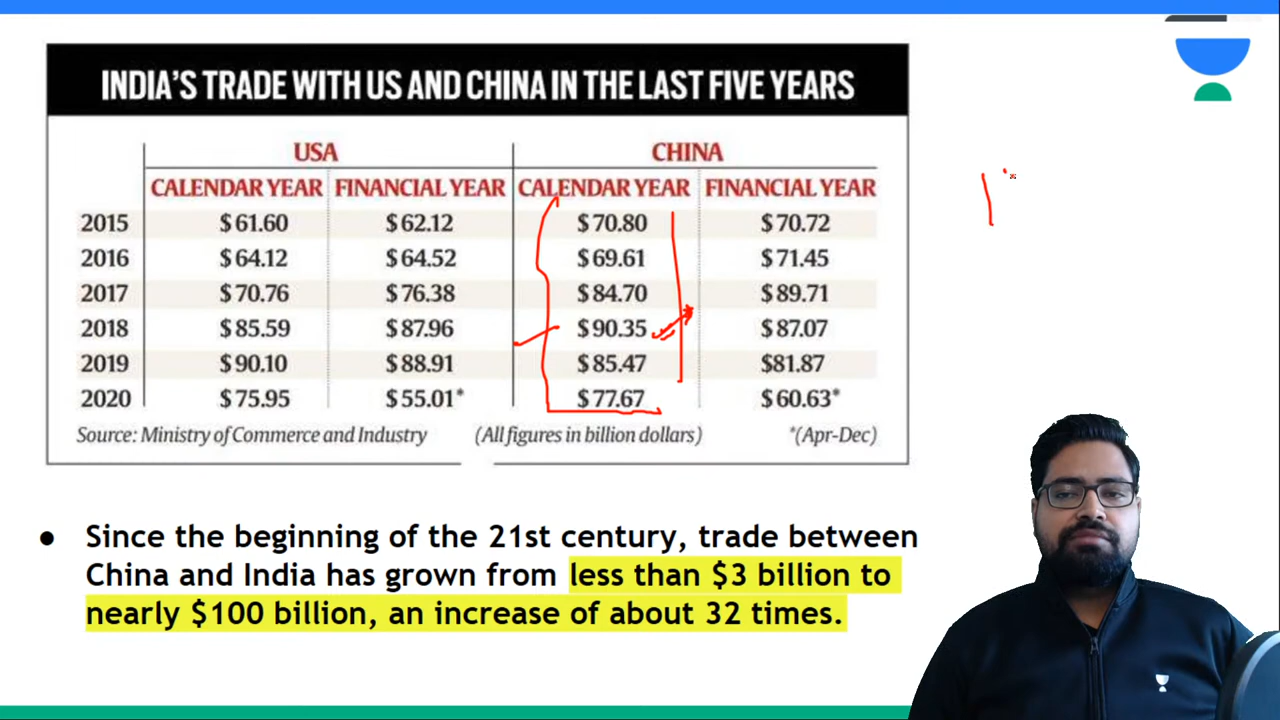 INDIA'S TRADE WITH US AND CHINA IN THE LAST FIVE YEARS
USA CHINA
CALENDAR YEAR FINANCIAL YEAR CALENDAR YEAR FINANCIAL YEAR
2015 $61.60 $62.12 $70.80 $70.72
2016 $64.12 $64.52 $69.61 $71.45
2017 $70.76 $76.38 $84.70 $89.71
2018 $85.59 $87.96 $90.35 $87.07
2019 $90.10 $88.91 $85.47 $81.87
2020 $75.95 $55.01* $77.67 $60.63*
Source: Ministry of Commerce and Industry (All figures in billion dollars) *(Apr-Dec)
● Since the beginning of the 21st century, trade between
China and India has grown from less than $3 billion to
nearly $100 billion, an increase of about 32 times.